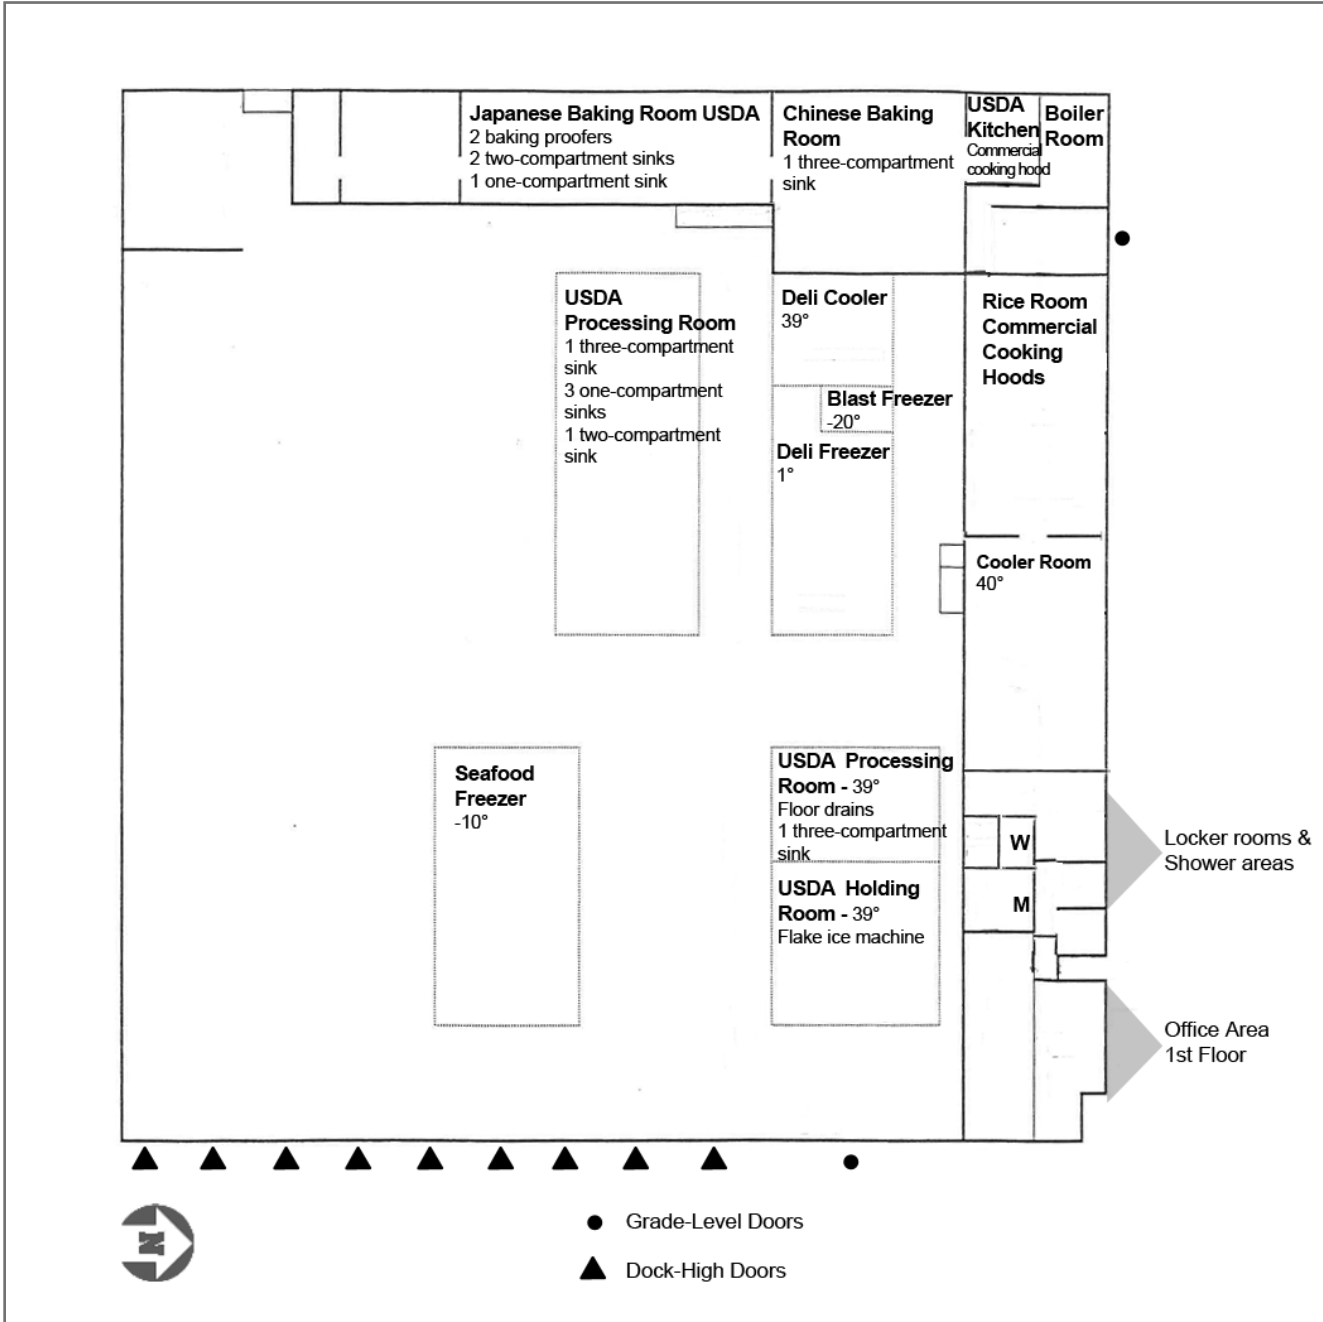 Japanese Baking Room USDA
2 baking proofers
2 two-compartment sinks
1 one-compartment sink
Chinese Baking
Room
1 three-compartment
sink
USDA
Kitchen
Commercial
cooking hood
Boiler
Room
USDA
Processing Room
1 three-compartment
sink
3 one-compartment
sinks
1 two-compartment
sink
Deli Cooler
39°
Blast Freezer
-20°
Deli Freezer
1°
Rice Room
Commercial
Cooking
Hoods
Cooler Room
40°
Seafood
Freezer
-10°
USDA Processing
Room - 39°
Floor drains
1 three-compartment
sink
USDA Holding
Room - 39°
Flake ice machine
W
M
Locker rooms &
Shower areas
Office Area
1st Floor
N
Grade-Level Doors
Dock-High Doors